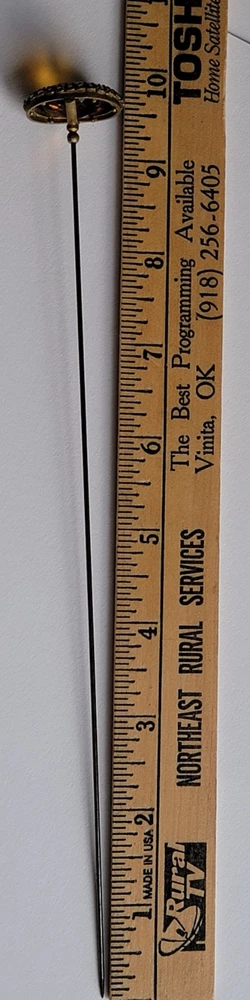 TOSH
Home Satellite
The Best Programming Available
Vinita, OK (918) 256-6405
NORTHEAST RURAL SERVICES
Rural
TV
MADE IN USA
10
9
8
7
6
5
4
3
2
1